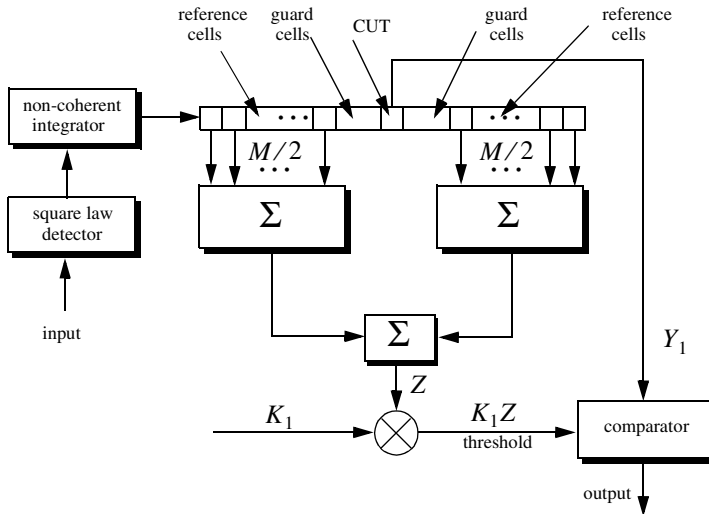 reference cells
guard cells
CUT
guard cells
reference cells
non-coherent integrator
...
...
M/2
...
M/2
...
square law detector
Σ
Σ
input
Σ
Y1
Z
K1
K1Z
threshold
comparator
output